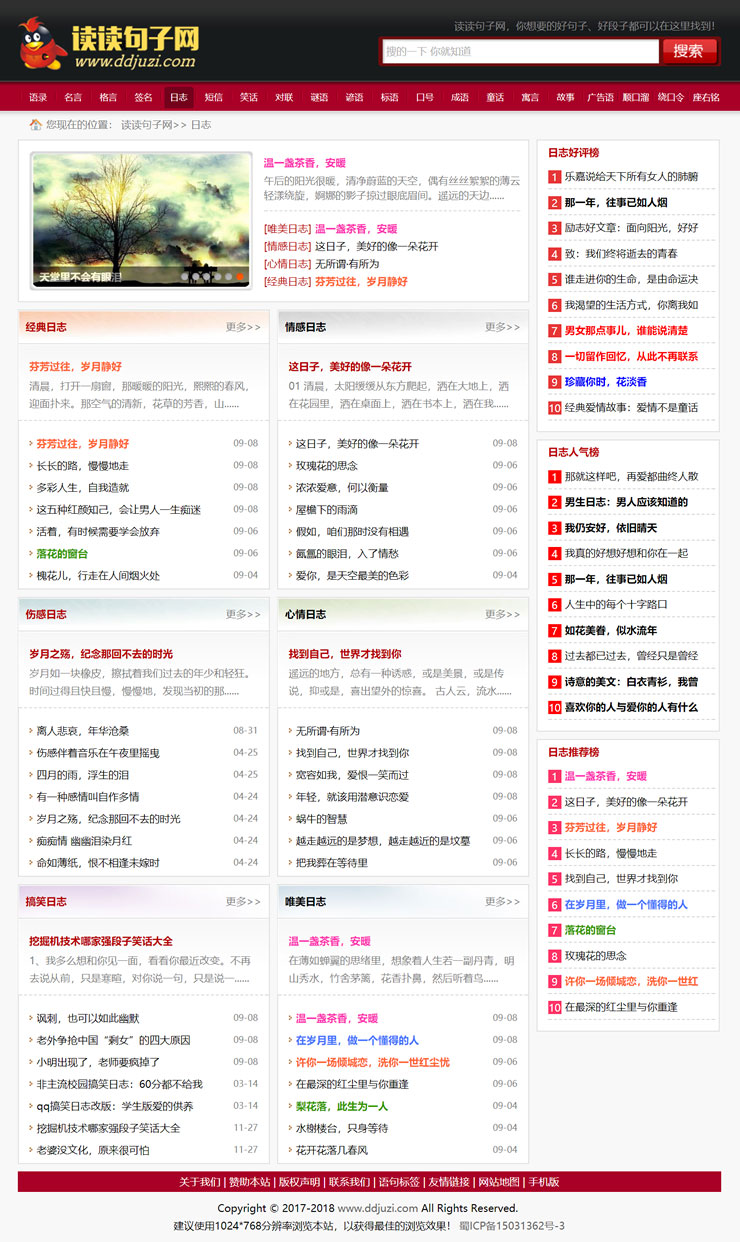 读读句子网，你想要的好句子、好段子都可以在这里找到！
读读句子网
www.ddjuzi.com
搜的一下 你就知道
搜索
语录 名言 格言 签名 日志 短信 笑话 对联 谜语 谚语 标语 口号 成语 童话 寓言 故事 广告语 顺口溜 绕口令 座右铭
您现在的位置： 读读句子网>> 日志
天堂里不会有眼泪
温一盏茶香，安暖
午后的阳光很暖，清净蔚蓝的天空，偶有丝丝絮絮的薄云
轻漾绕旋，婀娜的影子掠过眼底眉间。遥远的天边……
[唯美日志] 温一盏茶香，安暖
[情感日志] 这日子，美好的像一朵花开
[心情日志] 无所谓·有所为
[经典日志] 芬芳过往，岁月静好
经典日志 更多>>
芬芳过往，岁月静好
清晨，打开一扇窗，那暖暖的阳光，熙熙的春风，
迎面扑来。那空气的清新，花草的芳香，山……
芬芳过往，岁月静好 09-08
长长的路，慢慢地走 09-08
多彩人生，自我造就 09-08
这五种红颜知己，会让男人一生痴迷 09-08
活着，有时候需要学会放弃 09-06
落花的窗台 09-06
槐花儿，行走在人间烟火处 09-04
情感日志 更多>>
这日子，美好的像一朵花开
01 清晨，太阳缓缓从东方爬起，洒在大地上，洒
在花园里，洒在桌面上，洒在书本上，洒在我……
这日子，美好的像一朵花开 09-08
玫瑰花的思念 09-06
浓浓爱意，何以衡量 09-06
屋檐下的雨滴 09-06
假如，咱们那时没有相遇 09-06
氤氲的眼泪，入了情愁 09-06
爱你，是天空最美的色彩 09-04
伤感日志 更多>>
岁月之殇，纪念那回不去的时光
岁月如一块橡皮，擦拭着我们过去的年少和轻狂。
时间过得且快且慢，慢慢地，发现当初的那……
离人悲哀，年华沧桑 08-31
伤感伴着音乐在午夜里摇曳 04-25
四月的雨，浮生的泪 04-25
有一种感情叫自作多情 04-24
岁月之殇，纪念那回不去的时光 04-24
痴痴情 幽幽泪染月红 04-24
命如薄纸，恨不相逢未嫁时 04-24
心情日志 更多>>
找到自己，世界才找到你
遥远的地方，总有一种诱惑，或是美景，或是传
说，抑或是，喜出望外的惊喜。 古人云，流水……
无所谓·有所为 09-08
找到自己，世界才找到你 09-08
宽容如我，爱恨一笑而过 09-08
年轻，就该用潜意识恋爱 09-08
蜗牛的智慧 09-06
越走越远的是梦想，越走越近的是坟墓 09-06
把我葬在等待里 09-06
搞笑日志 更多>>
挖掘机技术哪家强段子笑话大全
1、我多么想和你见一面，看看你最近改变。不再
去说从前，只是寒暄，对你说一句，只是说一……
讽刺，也可以如此幽默 09-08
老外争抢中国“剩女”的四大原因 09-08
小明出现了，老师要疯掉了 09-08
非主流校园搞笑日志：60分都不给我 03-14
qq搞笑日志改版：学生版爱的供养 03-14
挖掘机技术哪家强段子笑话大全 11-27
老婆没文化，原来很可怕 11-27
唯美日志 更多>>
温一盏茶香，安暖
在薄如蝉翼的思绪里，想象着人生若一副丹青，明
山秀水，竹舍茅篱，花香扑鼻，然后听着鸟……
温一盏茶香，安暖 09-08
在岁月里，做一个懂得的人 09-08
许你一场倾城恋，洗你一世红尘忧 09-06
在最深的红尘里与你重逢 09-06
梨花落，此生为一人 09-04
水榭楼台，只身等待 09-04
花开花落几春风 09-04
日志好评榜
1 乐嘉说给天下所有女人的肺腑
2 那一年，往事已如人烟
3 励志好文章：面向阳光，好好
4 致：我们终将逝去的青春
5 谁走进你的生命，是由命运决
6 我渴望的生活方式，你离我如
7 男女那点事儿，谁能说清楚
8 一切留作回忆，从此不再联系
9 珍藏你时，花淡香
10 经典爱情故事：爱情不是童话
日志人气榜
1 那就这样吧，再爱都曲终人散
2 男生日志：男人应该知道的
3 我仍安好，依旧晴天
4 我真的好想好想和你在一起
5 那一年，往事已如人烟
6 人生中的每个十字路口
7 如花美眷，似水流年
8 过去都已过去，曾经只是曾经
9 诗意的美文：白衣青衫，我曾
10 喜欢你的人与爱你的人有什么
日志推荐榜
1 温一盏茶香，安暖
2 这日子，美好的像一朵花开
3 芬芳过往，岁月静好
4 长长的路，慢慢地走
5 找到自己，世界才找到你
6 在岁月里，做一个懂得的人
7 落花的窗台
8 玫瑰花的思念
9 许你一场倾城恋，洗你一世红
10 在最深的红尘里与你重逢
关于我们 | 赞助本站 | 版权声明 | 联系我们 | 语句标签 | 友情链接 | 网站地图 | 手机版
Copyright © 2017-2018 www.ddjuzi.com All Rights Reserved.
建议使用1024*768分辨率浏览本站，以获得最佳的浏览效果！ 蜀ICP备15031362号-3